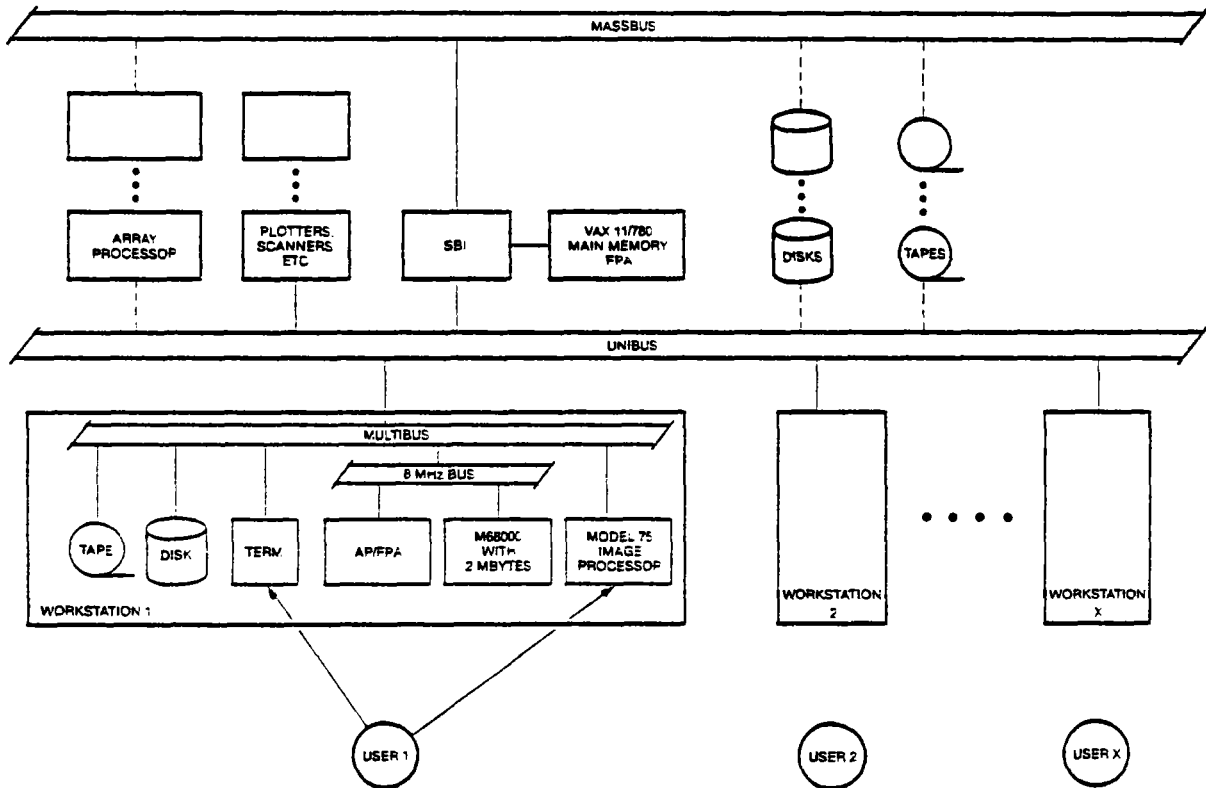 MASSBUS
ARRAY
PROCESSOR
PLOTTERS,
SCANNERS,
ETC
SBI
VAX 11/780
MAIN MEMORY
FPA
DISKS
TAPES
UNIBUS
MULTIBUS
8 MHz BUS
TAPE
DISK
TERM
AP/FPA
M68000
WITH
2 MBYTES
MODEL 75
IMAGE
PROCESSOR
WORKSTATION 1
WORKSTATION
2
WORKSTATION
X
USER 1
USER 2
USER X